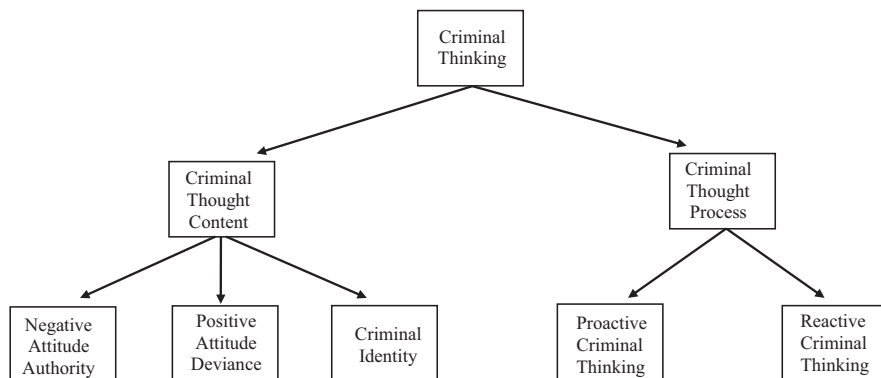 Criminal
Thinking
Criminal
Thought
Content
Criminal
Thought
Process
Negative
Attitude
Authority
Positive
Attitude
Deviance
Criminal
Identity
Proactive
Criminal
Thinking
Reactive
Criminal
Thinking